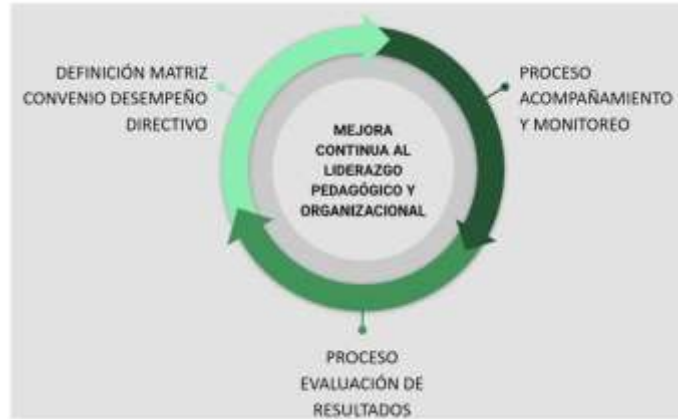 DEFINICIÓN MATRIZ
CONVENIO DESEMPEÑO
DIRECTIVO
PROCESO
ACOMPAÑAMIENTO
Y MONITOREO
MEJORA
CONTINUA AL
LIDERAZGO
PEDAGÓGICO Y
ORGANIZACIONAL
PROCESO
EVALUACIÓN DE
RESULTADOS